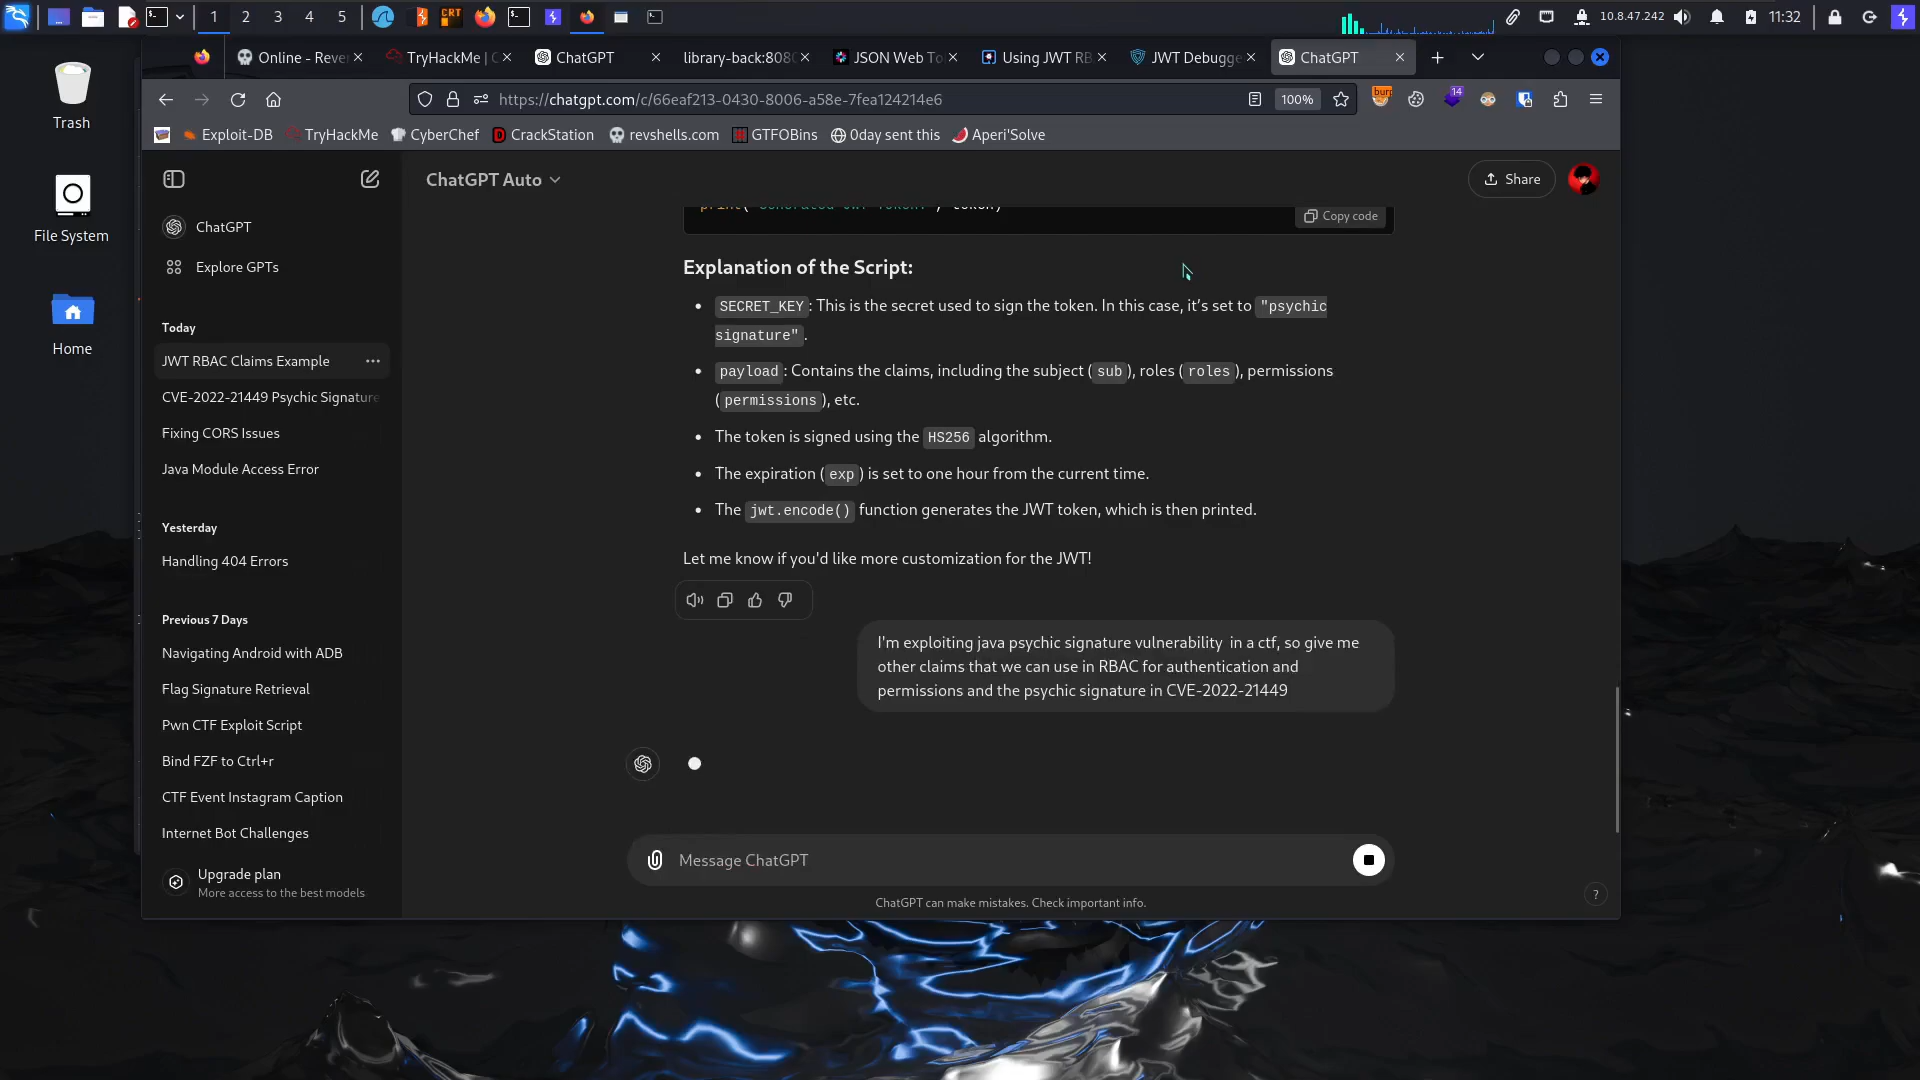 1 2 3 4 5
CRT
10.8.47.242
11:32
Online - Rever
TryHackMe | C
ChatGPT
library-back:8080
JSON Web To
Using JWT RB
JWT Debugge
ChatGPT
https://chatgpt.com/c/66eaf213-0430-8006-a58e-7fea124214e6
100%
burp
14
Exploit-DB
TryHackMe
CyberChef
CrackStation
revshells.com
GTFOBins
0day sent this
Aperi'Solve
Trash
File System
Home
ChatGPT
Explore GPTs
Today
JWT RBAC Claims Example
CVE-2022-21449 Psychic Signature
Fixing CORS Issues
Java Module Access Error
Yesterday
Handling 404 Errors
Previous 7 Days
Navigating Android with ADB
Flag Signature Retrieval
Pwn CTF Exploit Script
Bind FZF to Ctrl+r
CTF Event Instagram Caption
Internet Bot Challenges
Upgrade plan
More access to the best models
ChatGPT Auto
Share
Copy code
Explanation of the Script:
SECRET_KEY: This is the secret used to sign the token. In this case, it’s set to "psychic
signature".
payload: Contains the claims, including the subject (sub), roles (roles), permissions
(permissions), etc.
The token is signed using the HS256 algorithm.
The expiration (exp) is set to one hour from the current time.
The jwt.encode() function generates the JWT token, which is then printed.
Let me know if you'd like more customization for the JWT!
I'm exploiting java psychic signature vulnerability in a ctf, so give me
other claims that we can use in RBAC for authentication and
permissions and the psychic signature in CVE-2022-21449
Message ChatGPT
ChatGPT can make mistakes. Check important info.
?